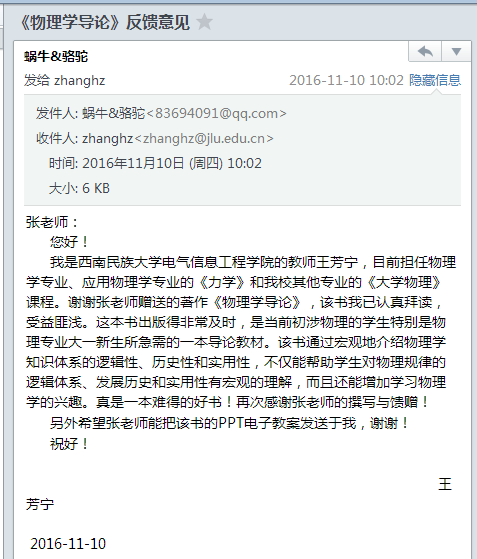 《物理学导论》反馈意见
蜗牛&骆驼
发给 zhanghz 2016-11-10 10:02 隐藏信息
发件人: 蜗牛&骆驼<83694091@qq.com>
收件人: zhanghz<zhanghz@jlu.edu.cn>
时间: 2016年11月10日 (周四) 10:02
大小: 6 KB
张老师：
您好！
我是西南民族大学电气信息工程学院的教师王芳宁，目前担任物理
学专业、应用物理学专业的《力学》和我校其他专业的《大学物理》
课程。谢谢张老师赠送的著作《物理学导论》，该书我已认真拜读，
受益匪浅。这本书出版得非常及时，是当前初涉物理的学生特别是物
理专业大一新生所急需的一本导论教材。该书通过宏观地介绍物理学
知识体系的逻辑性、历史性和实用性，不仅能帮助学生对物理规律的
逻辑体系、发展历史和实用性有宏观的理解，而且还能增加学习物理
学的兴趣。真是一本难得的好书！再次感谢张老师的撰写与馈赠！
另外希望张老师能把该书的PPT电子教案发送于我，谢谢！
祝好！
王
芳宁
2016-11-10